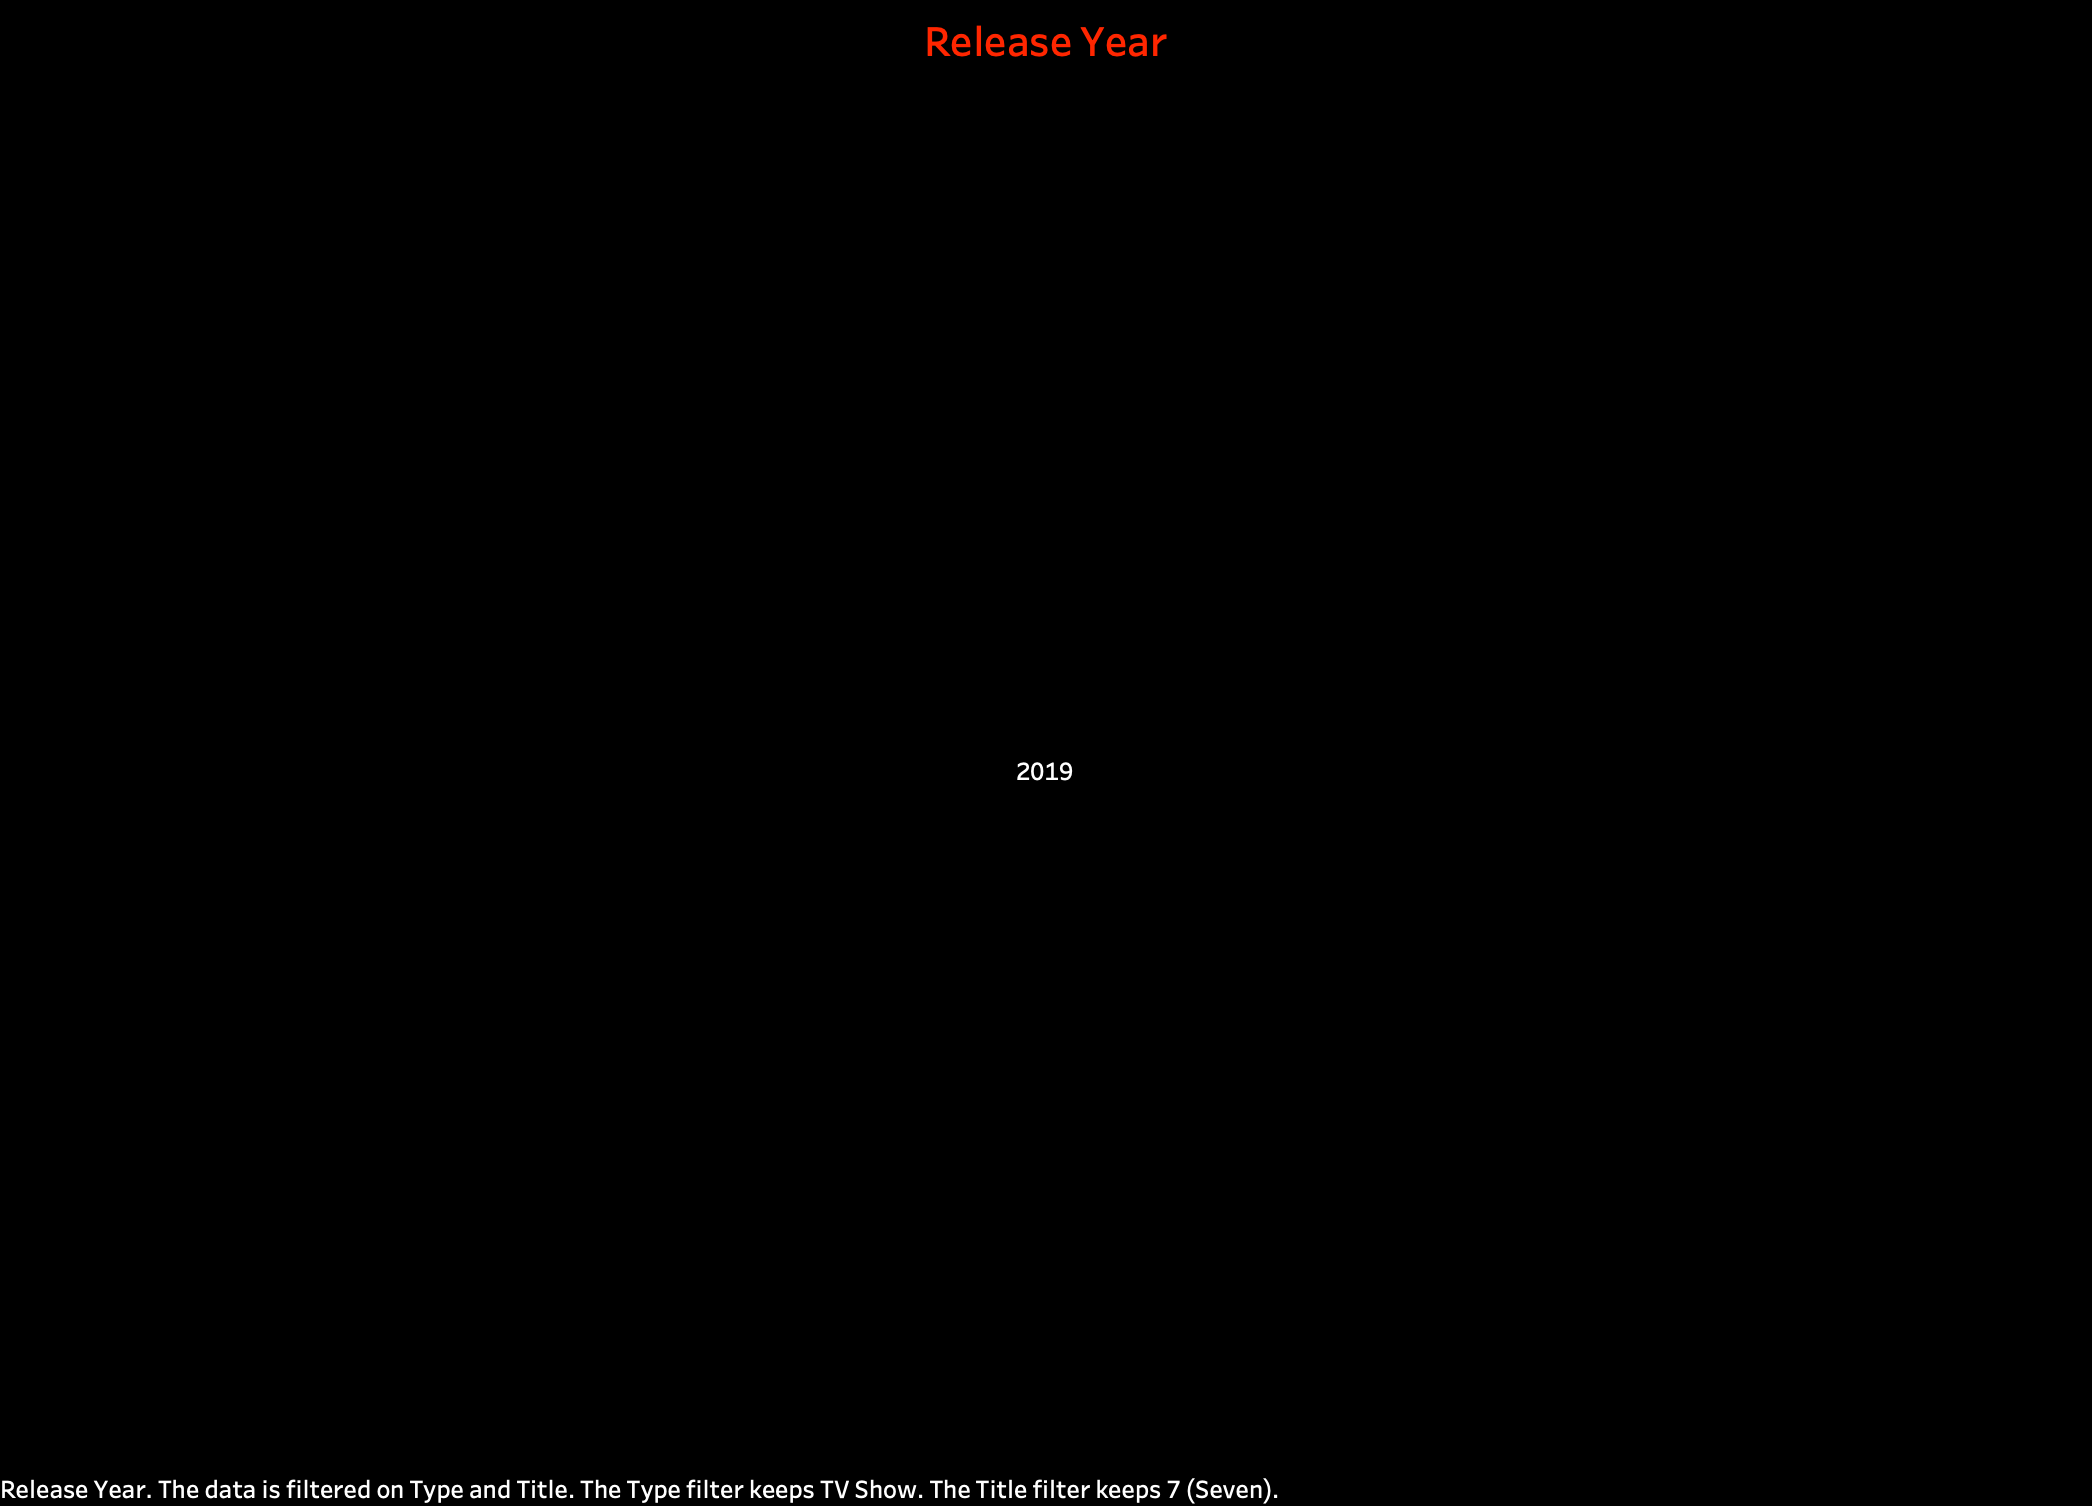 Release Year
2019
Release Year. The data is filtered on Type and Title. The Type filter keeps TV Show. The Title filter keeps 7 (Seven).